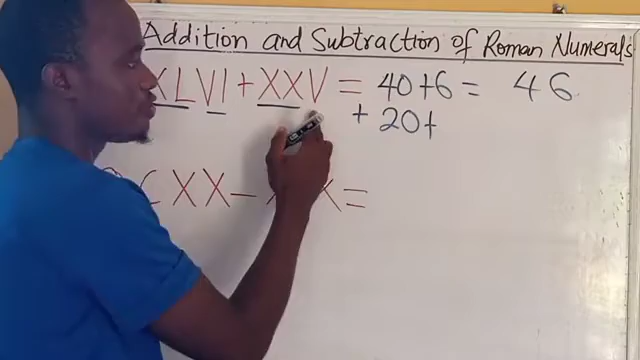 Addition and Subtraction of Roman Numerals
XLVI + XXV = 40+6 = 46
+ 20+
CXX - X =